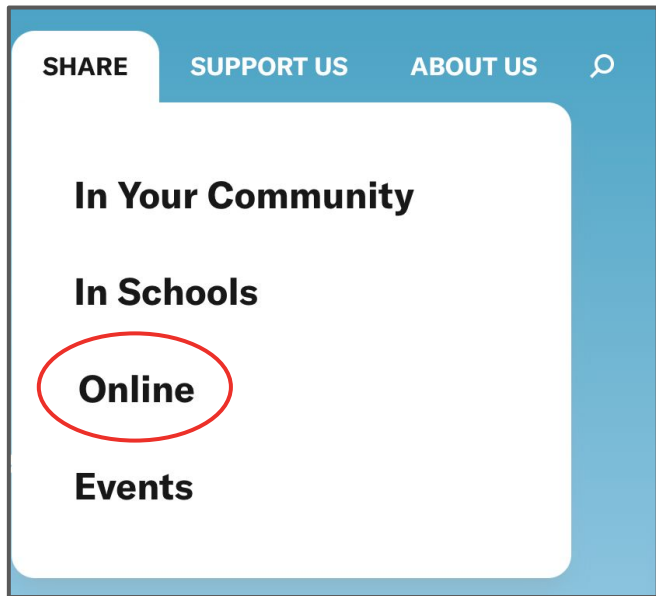 SHARE SUPPORT US ABOUT US
In Your Community
In Schools
Online
Events